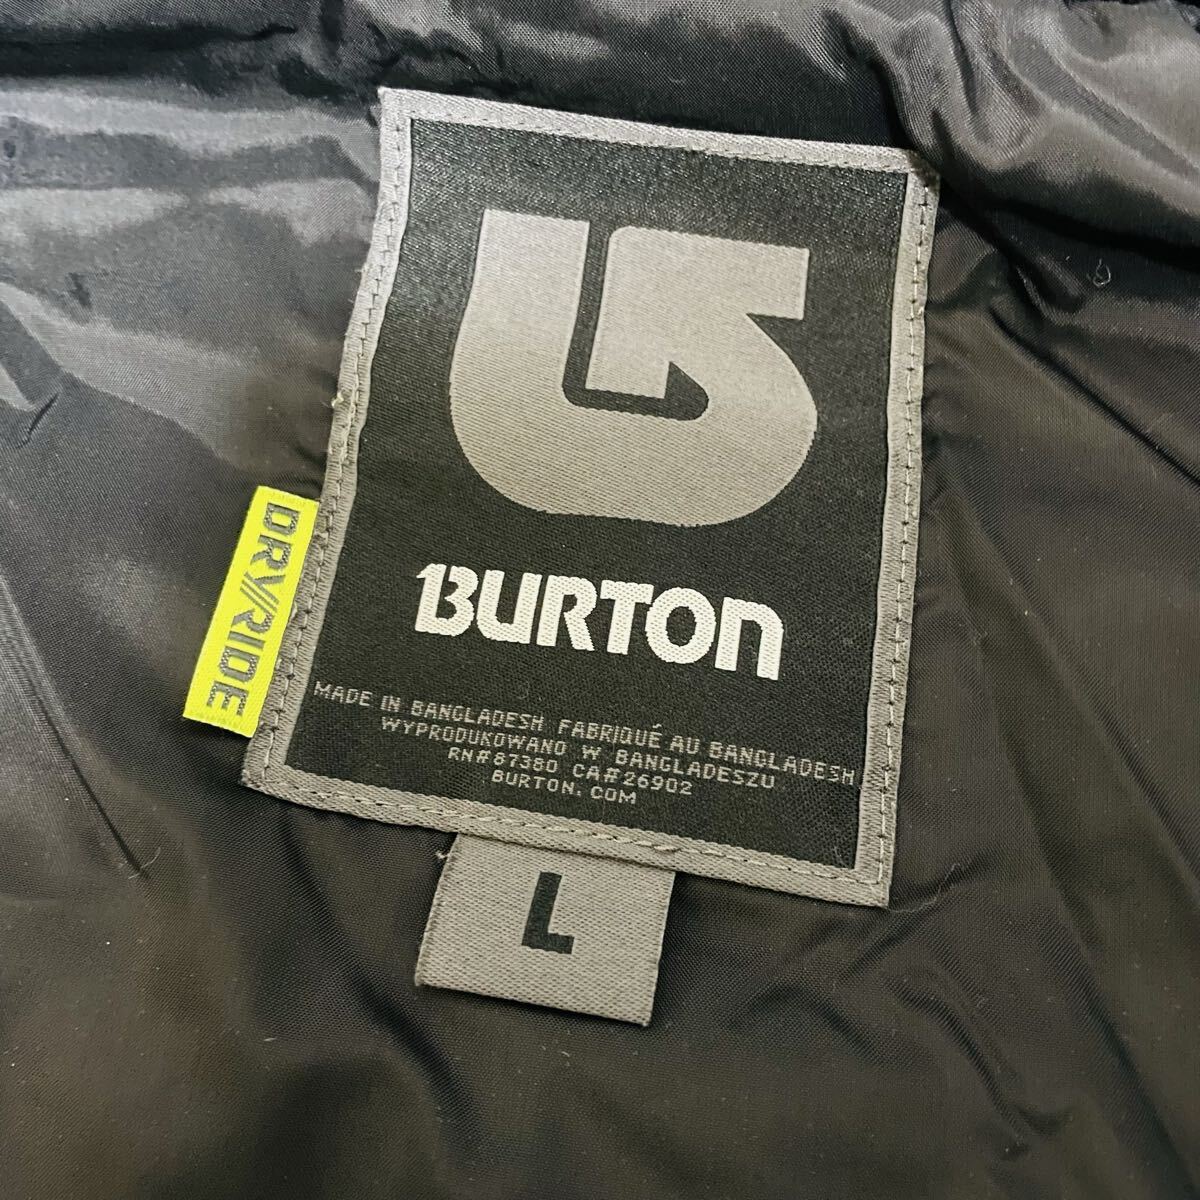 BURTON
DRY//RIDE
MADE IN BANGLADESH FABRIQUÉ AU BANGLADESH
WYPRODUKOWANO W BANGLADESZU
RN#87380 CA#26902
BURTON.COM
L